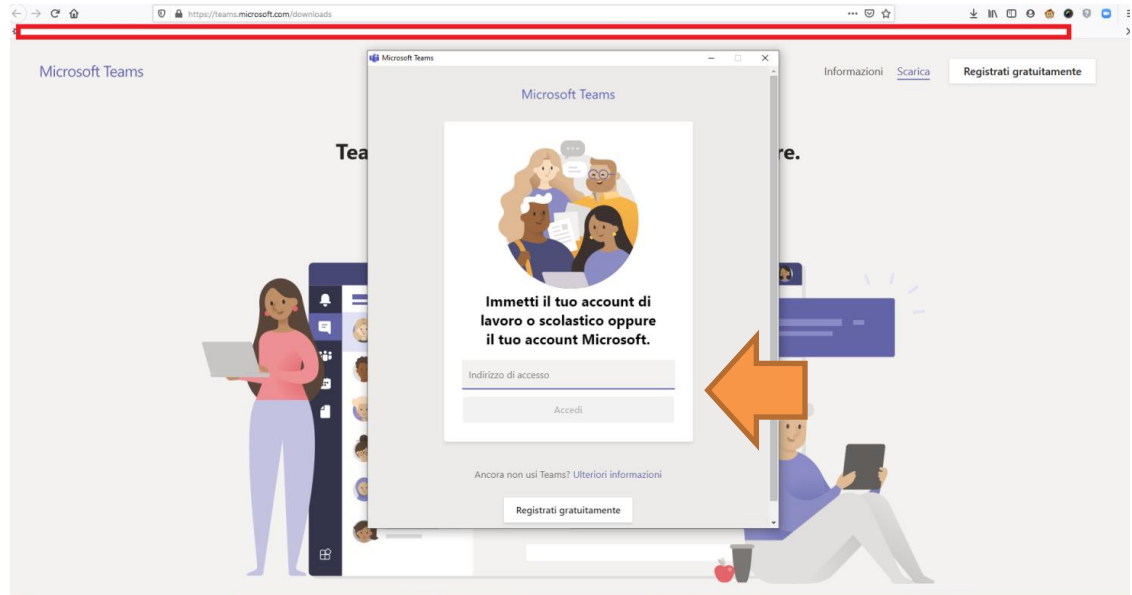 https://teams.microsoft.com/downloads
Microsoft Teams
Informazioni Scarica Registrati gratuitamente
Microsoft Teams
Microsoft Teams
Tea
re.
Immetti il tuo account di
lavoro o scolastico oppure
il tuo account Microsoft.
Indirizzo di accesso
Accedi
Ancora non usi Teams? Ulteriori informazioni
Registrati gratuitamente